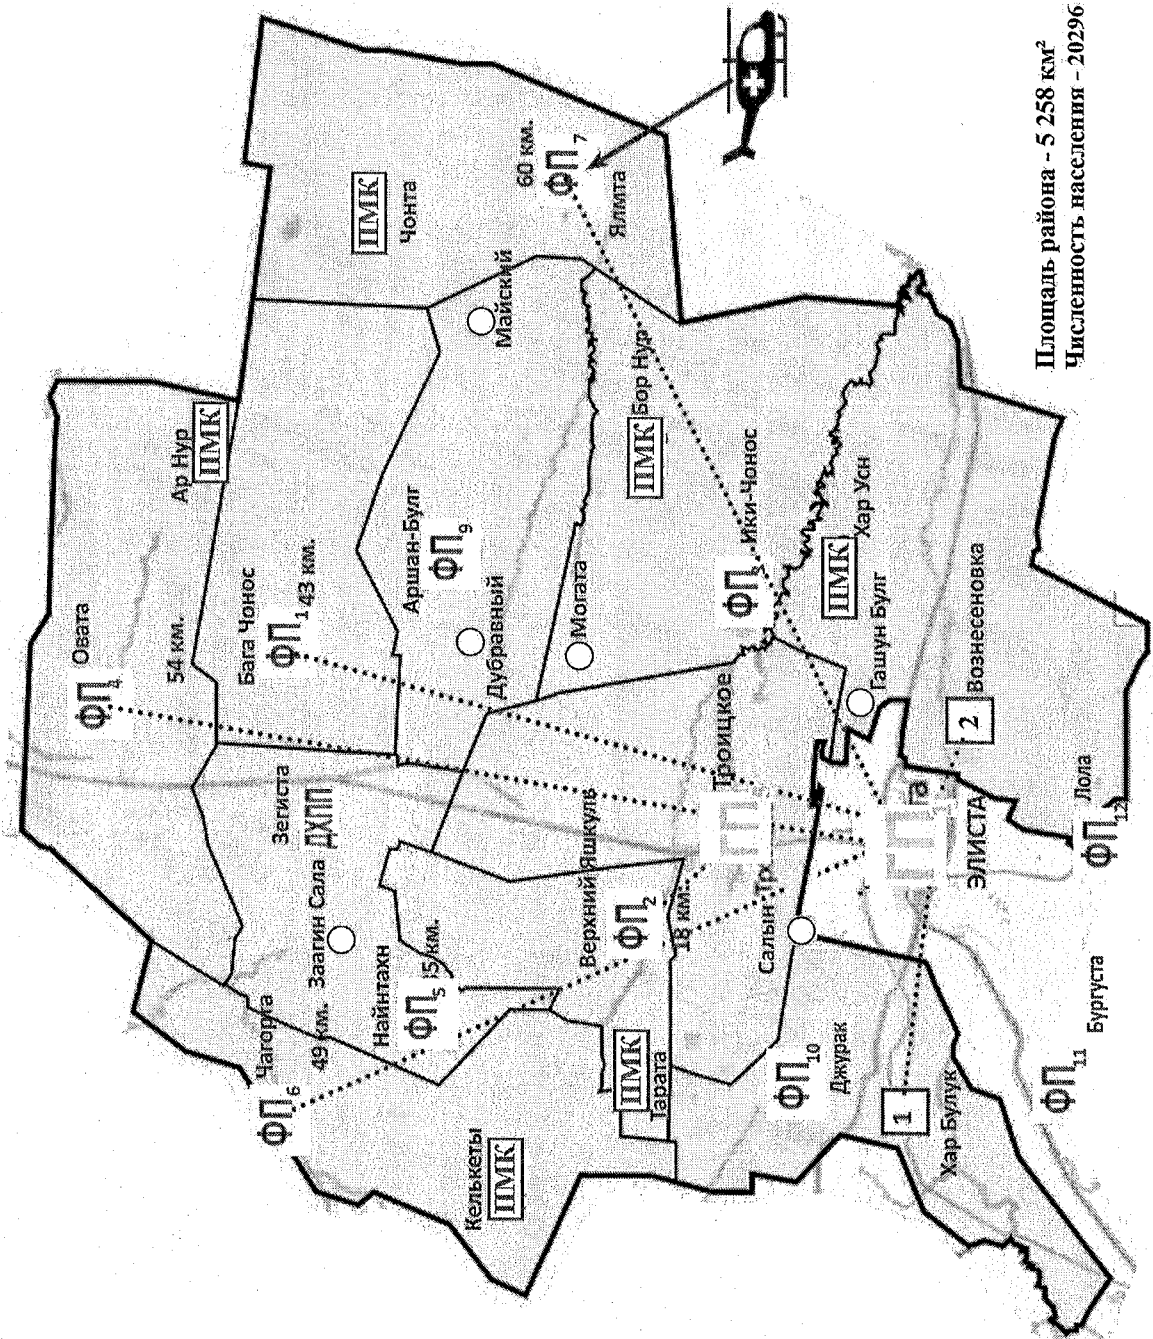 Овата
ФП4
54 км.
Ар Нур
ПМК
Бага Чонос
ФП1
43 км.
Чагорта
ФП6
49 км.
Зегиста
ДХПП
Заагин Сала
ПМК
Чонта
Найнтахн
ФП5
5 км.
Аршан-Булг
ФП9
Келькеты
ПМК
Дубравный
Майский
60 км.
ФП7
Ялмта
Могата
Верхний Яшкуль
ФП2
18 км.
ПМК
Тарата
ПМК
Бор Нур
Троицкое
ФП
Ики-Чонос
Салын Тр
ФП10
Джурак
ПМК
Хар Усн
Гашун Булг
1
Хар Булук
2
Вознесеновка
ЭЛИСТА
ФП11
Бургуста
Лола
ФП12
Площадь района - 5 258 км²
Численность населения - 20296